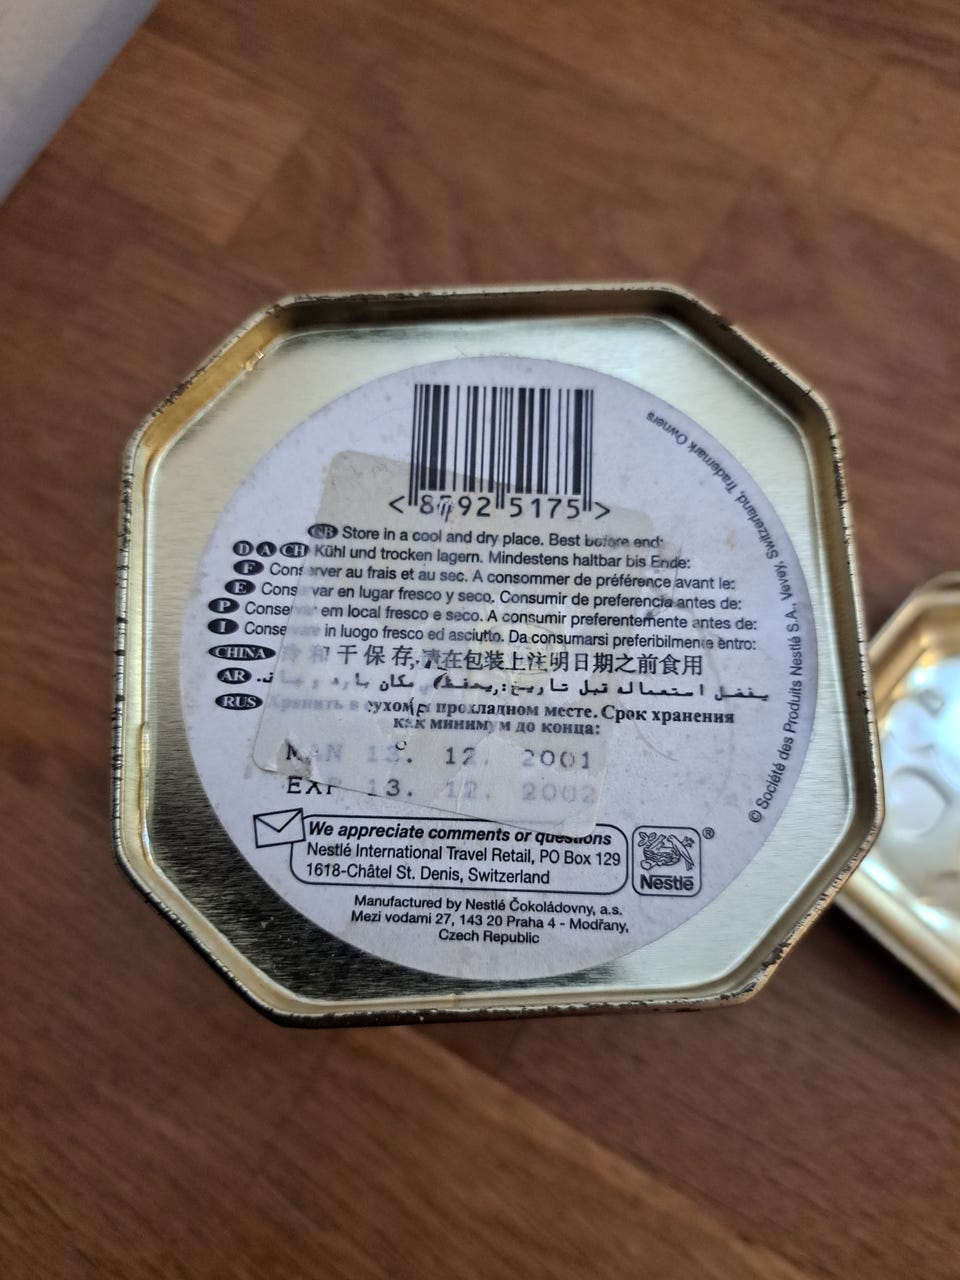 5175
GB Store in a cool and dry place. Best before end:
D A CH Kühl und trocken lagern. Mindestens haltbar bis Ende:
F Conserver au frais et au sec. A consommer de préférence avant le:
E Conservar en lugar fresco y seco. Consumir de preferencia antes de:
P Conservar em local fresco e seco. A consumir preferentemente antes de:
I Conservare in luogo fresco ed asciutto. Da consumarsi preferibilmente entro:
CHINA 干保存,请在包装上注明日期之前食用
AR يفضل استعماله قبل تاريخ: مكان بارد
RUS Хранить в сухом прохладном месте. Срок хранения
как минимум до конца:
MAN 13. 12. 2001
EXP 13. 12. 2002
We appreciate comments or questions
Nestlé International Travel Retail, PO Box 129
1618-Châtel St. Denis, Switzerland
Nestlé ®
Manufactured by Nestlé Čokoládovny, a.s.
Mezi vodami 27, 143 20 Praha 4 - Modřany,
Czech Republic
© Société des Produits Nestlé S.A., Vevey, Switzerland, Trademark Owners